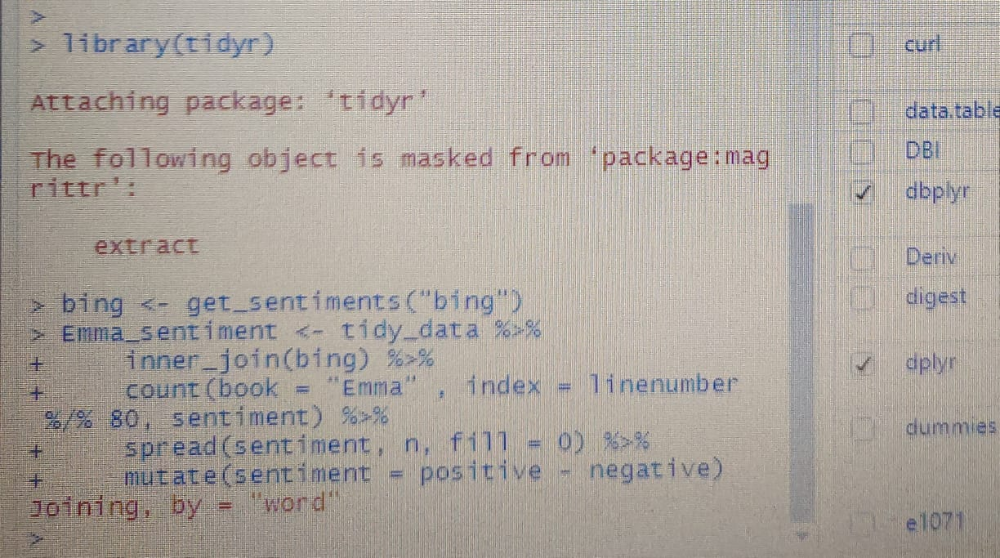 >
> library(tidyr)
Attaching package: ‘tidyr’
The following object is masked from ‘package:mag
rittr’:
extract
> bing <- get_sentiments("bing")
> Emma_sentiment <- tidy_data %>%
+ inner_join(bing) %>%
+ count(book = "Emma" , index = linenumber
%/% 80, sentiment) %>%
+ spread(sentiment, n, fill = 0) %>%
+ mutate(sentiment = positive - negative)
Joining, by = "word"
>
curl
data.table
DBI
dbplyr
Deriv
digest
dplyr
dummies
e1071